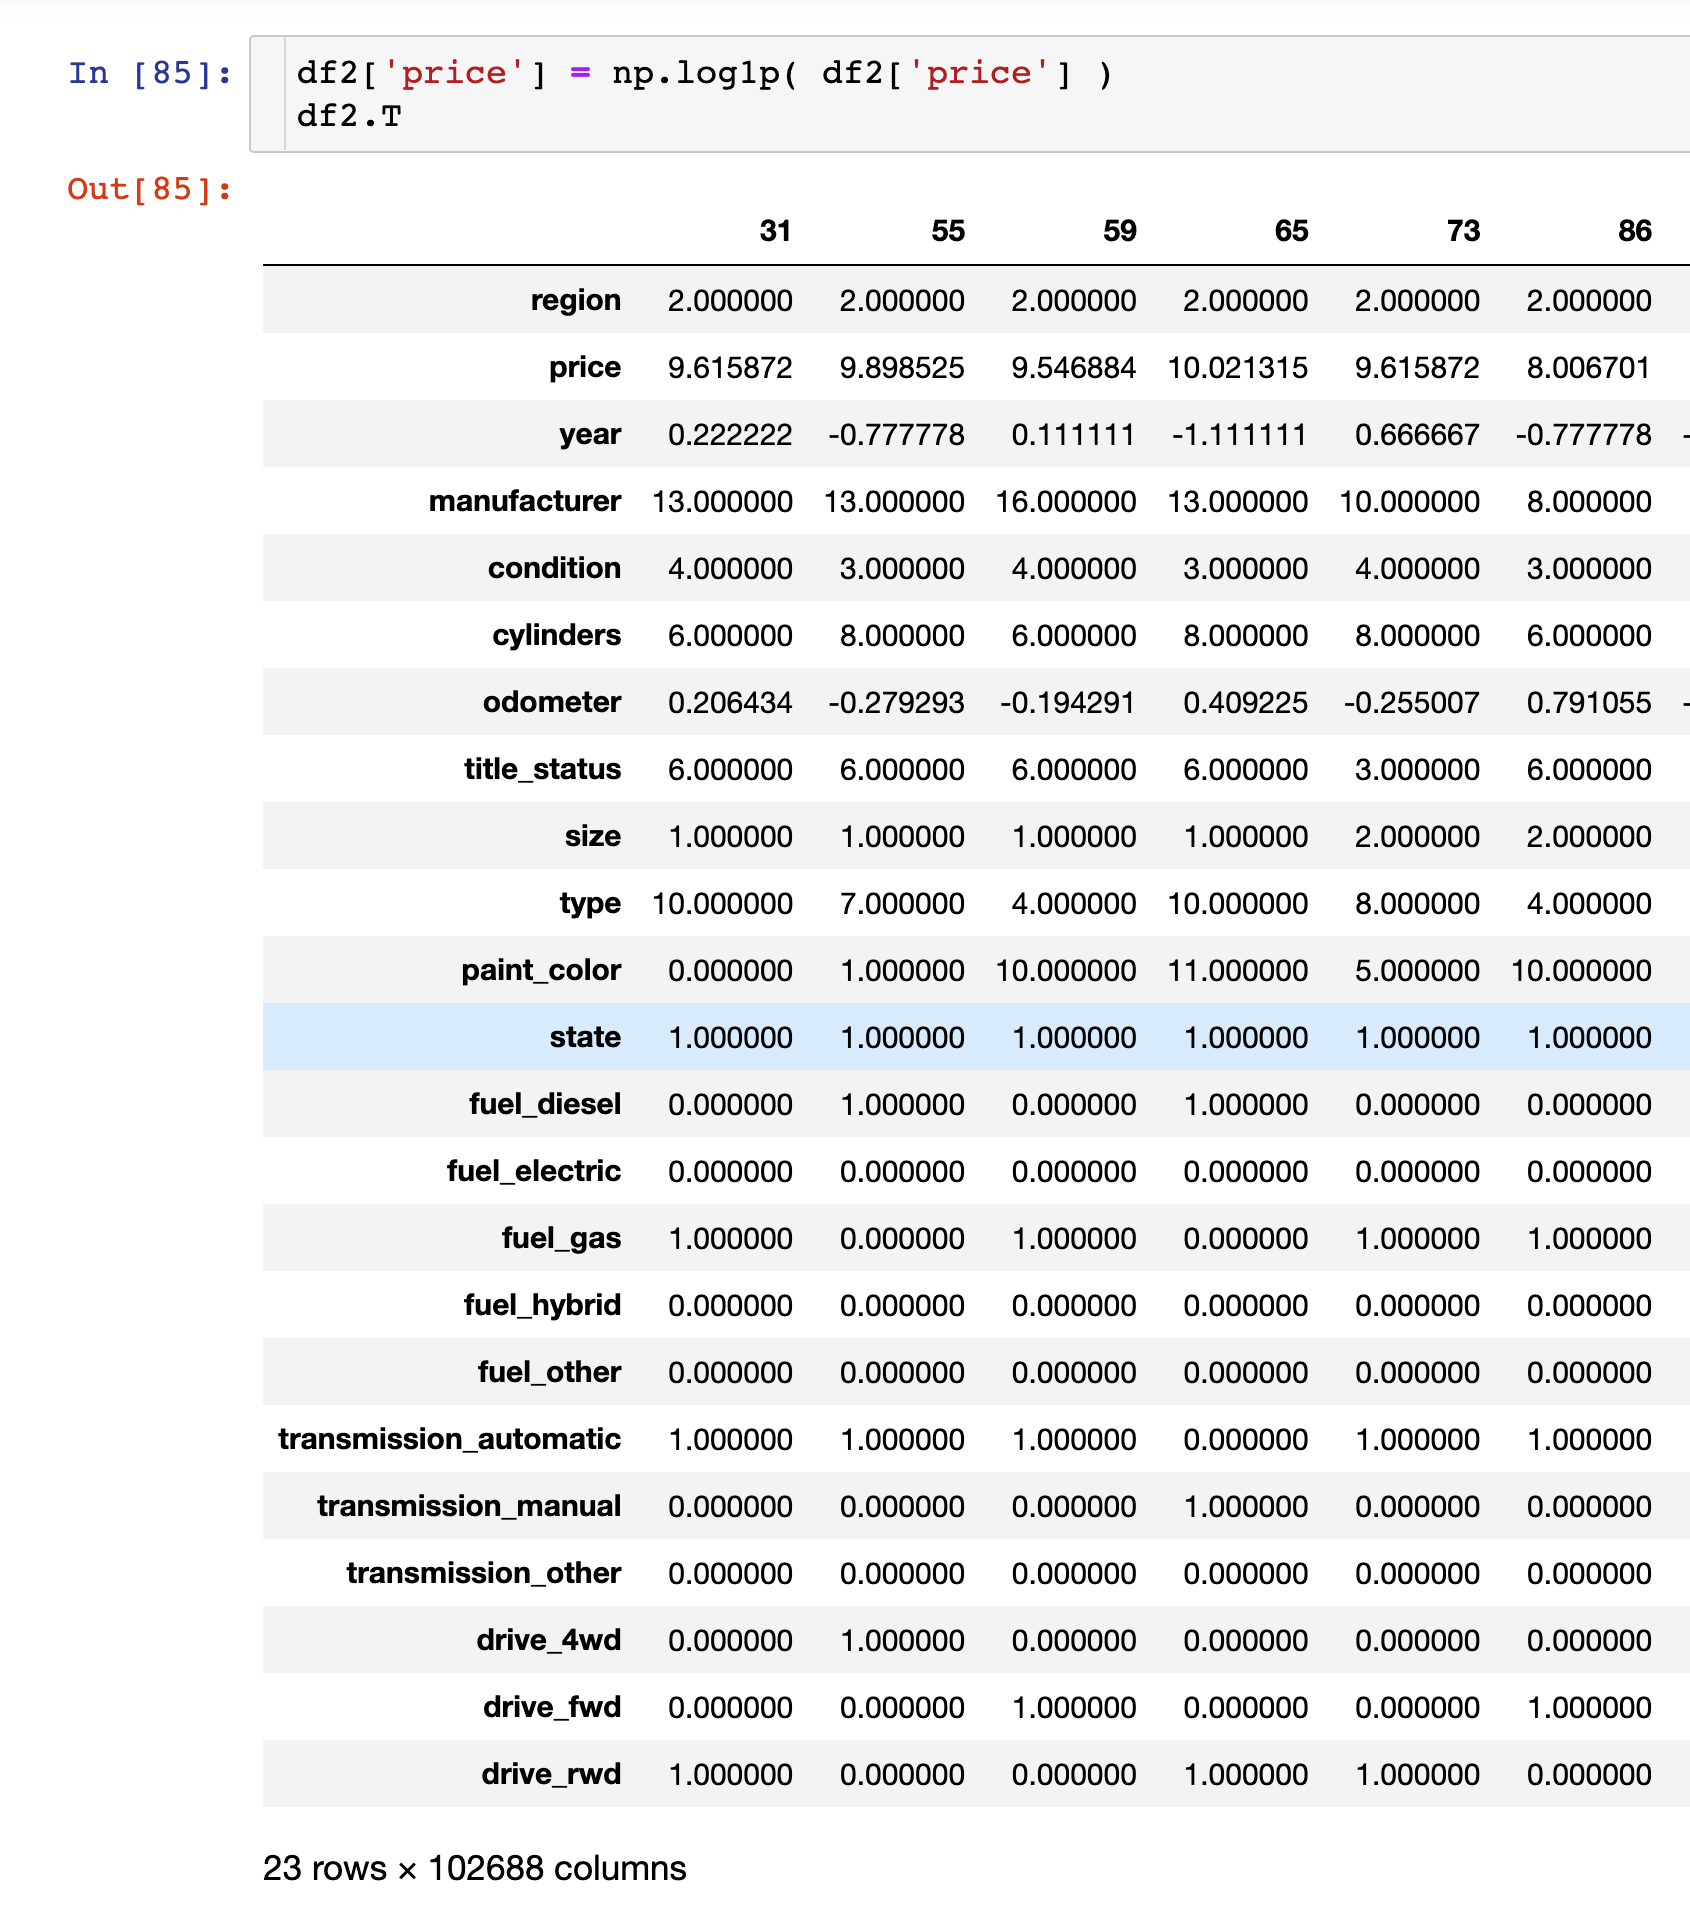 In [85]: df2['price'] = np.log1p( df2['price'] )
df2.T
Out[85]:
31 55 59 65 73 86
region 2.000000 2.000000 2.000000 2.000000 2.000000 2.000000
price 9.615872 9.898525 9.546884 10.021315 9.615872 8.006701
year 0.222222 -0.777778 0.111111 -1.111111 0.666667 -0.777778 -
manufacturer 13.000000 13.000000 16.000000 13.000000 10.000000 8.000000
condition 4.000000 3.000000 4.000000 3.000000 4.000000 3.000000
cylinders 6.000000 8.000000 6.000000 8.000000 8.000000 6.000000
odometer 0.206434 -0.279293 -0.194291 0.409225 -0.255007 0.791055 -
title_status 6.000000 6.000000 6.000000 6.000000 3.000000 6.000000
size 1.000000 1.000000 1.000000 1.000000 2.000000 2.000000
type 10.000000 7.000000 4.000000 10.000000 8.000000 4.000000
paint_color 0.000000 1.000000 10.000000 11.000000 5.000000 10.000000
state 1.000000 1.000000 1.000000 1.000000 1.000000 1.000000
fuel_diesel 0.000000 1.000000 0.000000 1.000000 0.000000 0.000000
fuel_electric 0.000000 0.000000 0.000000 0.000000 0.000000 0.000000
fuel_gas 1.000000 0.000000 1.000000 0.000000 1.000000 1.000000
fuel_hybrid 0.000000 0.000000 0.000000 0.000000 0.000000 0.000000
fuel_other 0.000000 0.000000 0.000000 0.000000 0.000000 0.000000
transmission_automatic 1.000000 1.000000 1.000000 0.000000 1.000000 1.000000
transmission_manual 0.000000 0.000000 0.000000 1.000000 0.000000 0.000000
transmission_other 0.000000 0.000000 0.000000 0.000000 0.000000 0.000000
drive_4wd 0.000000 1.000000 0.000000 0.000000 0.000000 0.000000
drive_fwd 0.000000 0.000000 1.000000 0.000000 0.000000 1.000000
drive_rwd 1.000000 0.000000 0.000000 1.000000 1.000000 0.000000
23 rows × 102688 columns